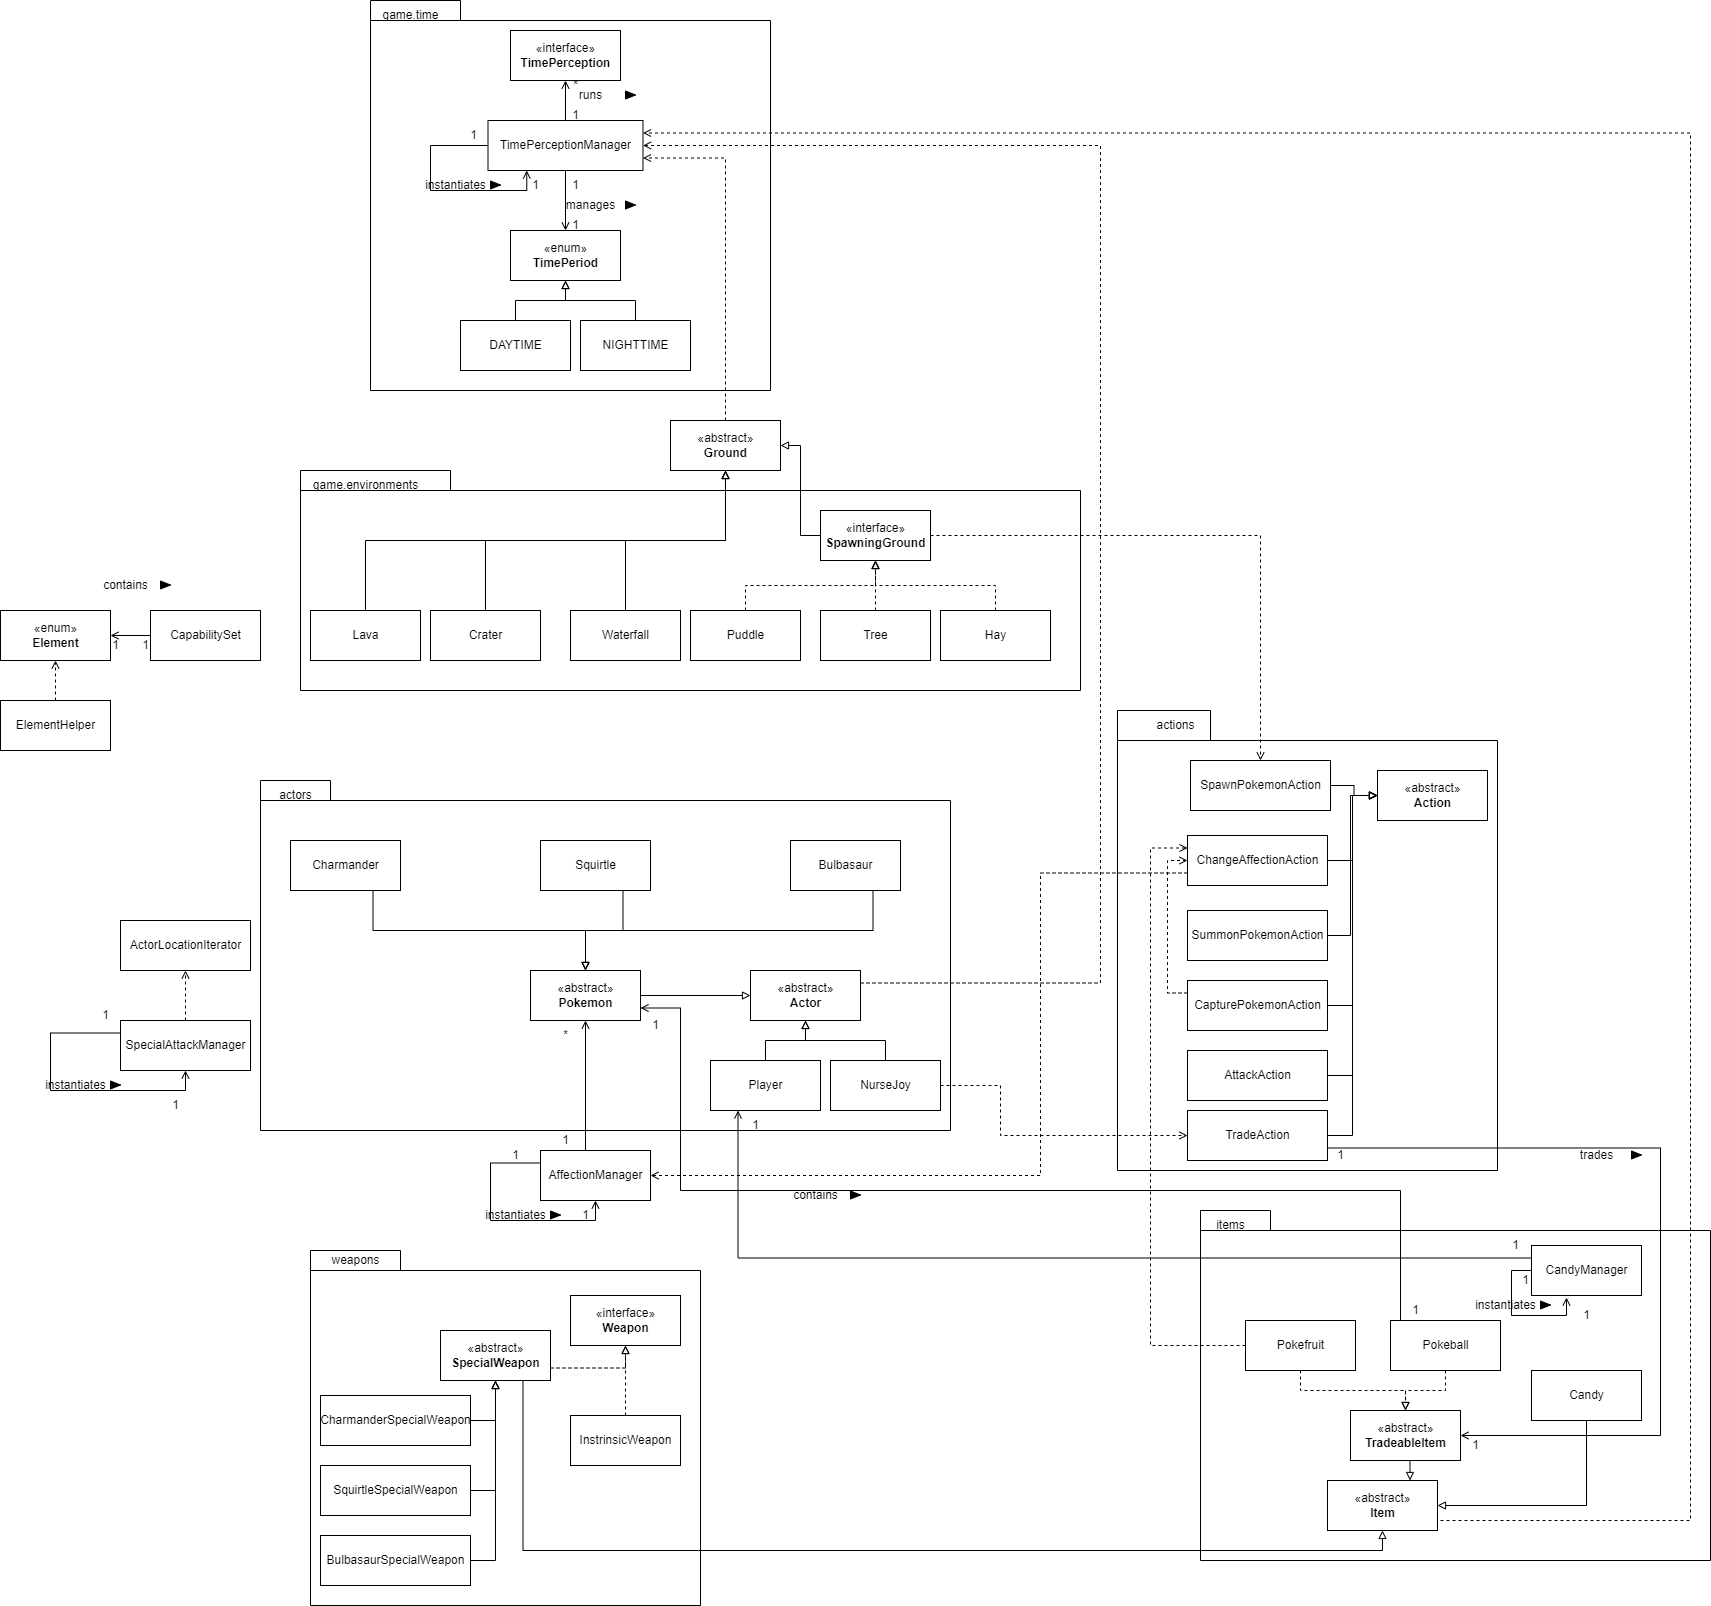 game.time
«interface»
TimePerception
*
runs
1
TimePerceptionManager
1
instantiates
1
1
manages
1
«enum»
TimePeriod
DAYTIME
NIGHTTIME
«abstract»
Ground
game.environments
«interface»
SpawningGround
Lava
Crater
Waterfall
Puddle
Tree
Hay
contains
«enum»
Element
1
1
CapabilitySet
ElementHelper
actions
SpawnPokemonAction
«abstract»
Action
ChangeAffectionAction
SummonPokemonAction
CapturePokemonAction
AttackAction
TradeAction
1
trades
actors
Charmander
Squirtle
Bulbasaur
«abstract»
Pokemon
*
1
«abstract»
Actor
Player
NurseJoy
1
ActorLocationIterator
1
SpecialAttackManager
instantiates
1
1
1
AffectionManager
instantiates
1
contains
items
1
CandyManager
1
instantiates
1
1
Pokefruit
Pokeball
Candy
«abstract»
TradeableItem
1
«abstract»
Item
weapons
«interface»
Weapon
«abstract»
SpecialWeapon
CharmanderSpecialWeapon
InstrinsicWeapon
SquirtleSpecialWeapon
BulbasaurSpecialWeapon